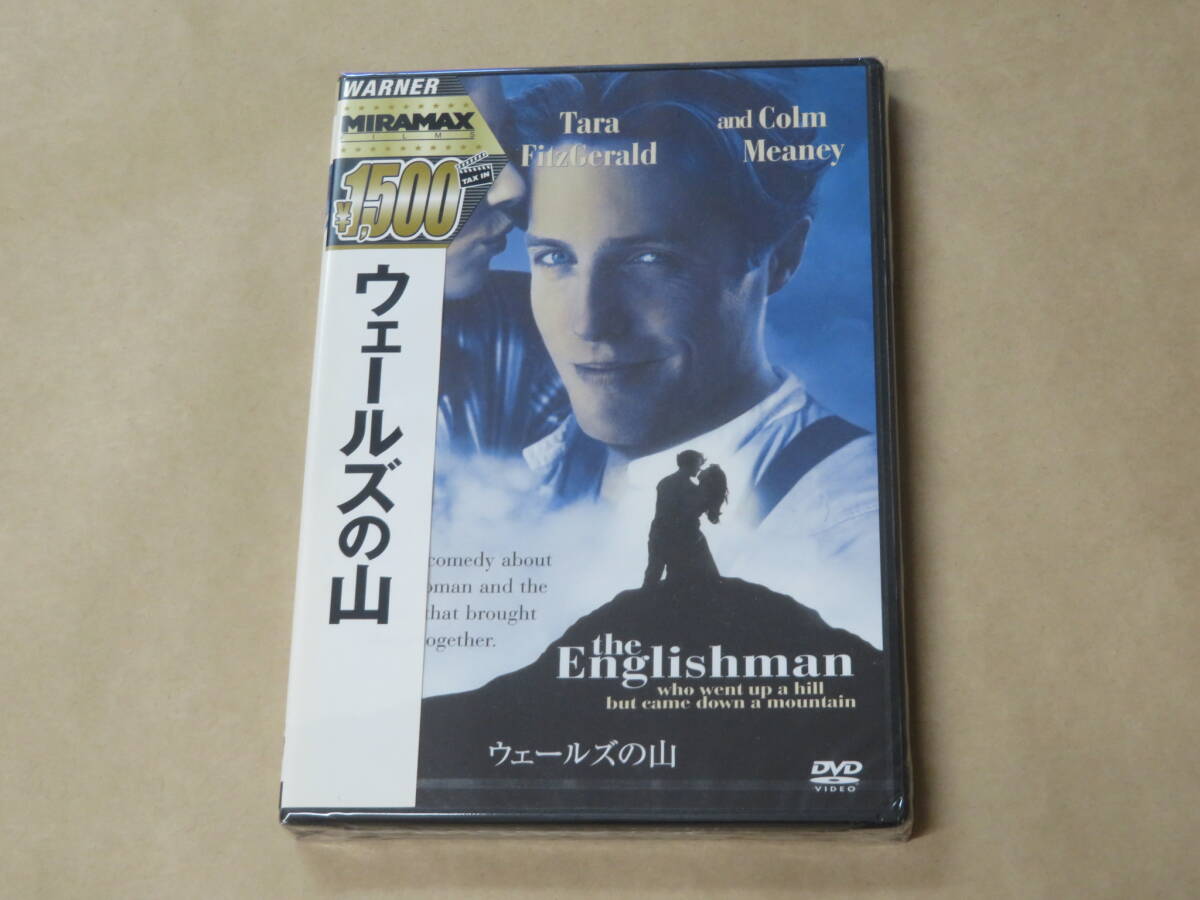 WARNER
MIRAMAX
FILMS
¥1,500
TAX IN
ウェールズの山
Tara
FitzGerald
and Colm
Meaney
comedy about
and the
that brought
the
Englishman
who went up a hill
but came down a mountain
ウェールズの山
DVD
VIDEO